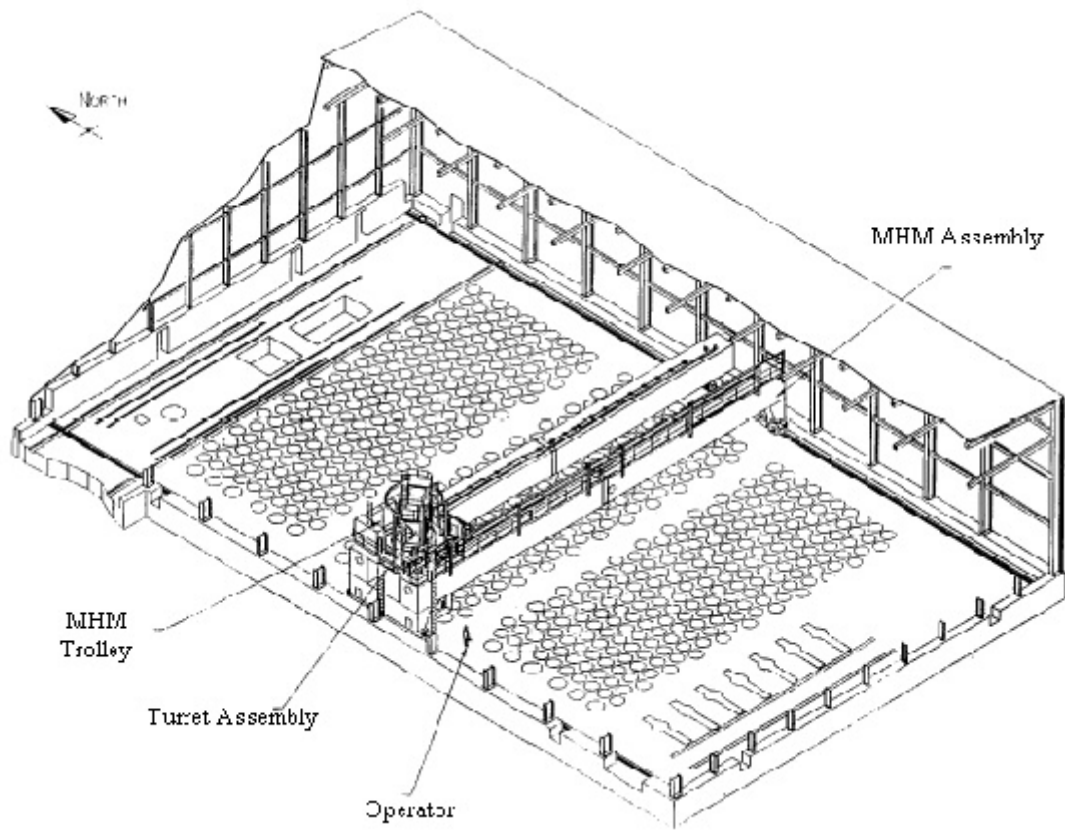 NORTH
MHM Assembly
MHM
Trolley
Turret Assembly
Operator